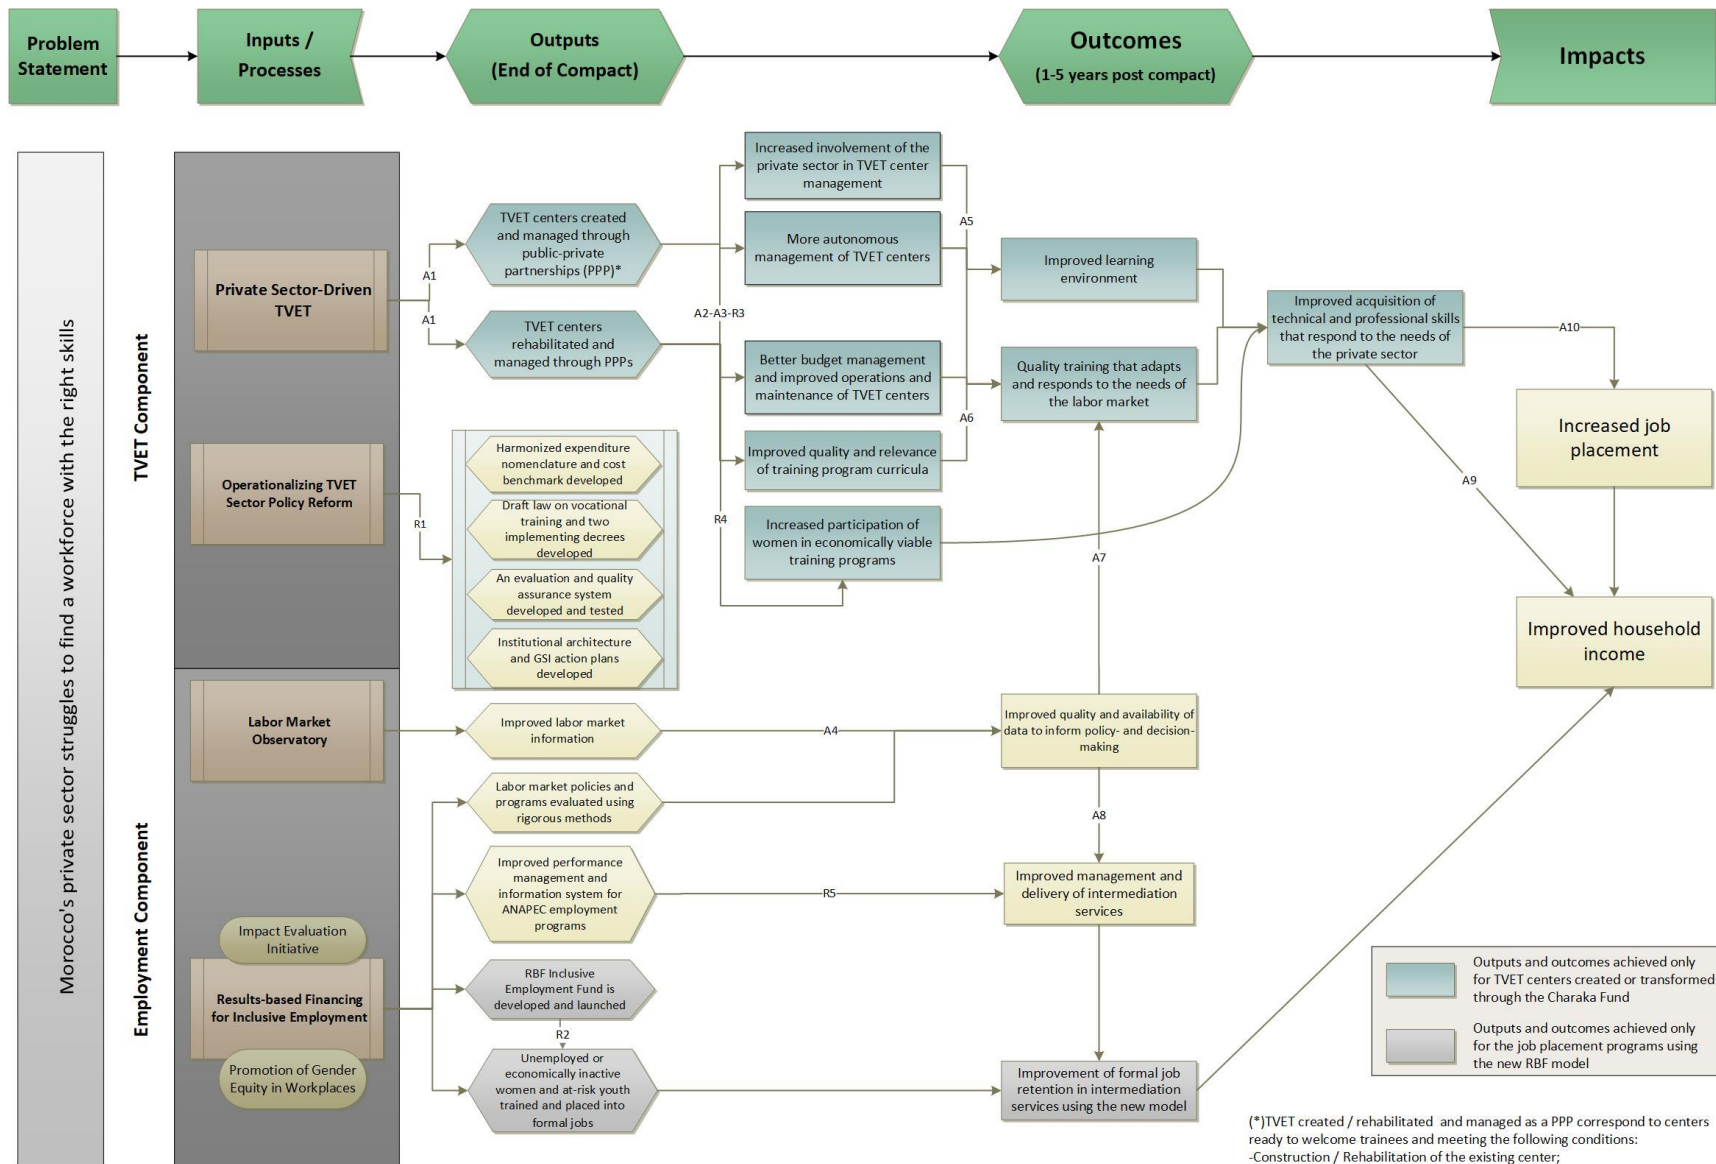 Problem
Statement
Inputs /
Processes
Outputs
(End of Compact)
Outcomes
(1-5 years post compact)
Impacts
Morocco's private sector struggles to find a workforce with the right skills
TVET Component
Employment Component
Private Sector-Driven
TVET
Operationalizing TVET
Sector Policy Reform
Labor Market
Observatory
Impact Evaluation
Initiative
Results-based Financing
for Inclusive Employment
Promotion of Gender
Equity in Workplaces
A1
A1
R1
TVET centers created
and managed through
public-private
partnerships (PPP)*
TVET centers
rehabilitated and
managed through PPPs
Harmonized expenditure
nomenclature and cost
benchmark developed
Draft law on vocational
training and two
implementing decrees
developed
An evaluation and quality
assurance system
developed and tested
Institutional architecture
and GSI action plans
developed
Improved labor market
information
Labor market policies and
programs evaluated using
rigorous methods
Improved performance
management and
information system for
ANAPEC employment
programs
RBF Inclusive
Employment Fund is
developed and launched
R2
Unemployed or
economically inactive
women and at-risk youth
trained and placed into
formal jobs
A2-A3-R3
R4
Increased involvement of the
private sector in TVET center
management
More autonomous
management of TVET centers
Better budget management
and improved operations and
maintenance of TVET centers
Improved quality and relevance
of training program curricula
Increased participation of
women in economically viable
training programs
A4
R5
A5
A6
Improved learning
environment
Quality training that adapts
and responds to the needs of
the labor market
A7
Improved quality and availability of
data to inform policy- and decision-
making
A8
Improved management and
delivery of intermediation
services
Improvement of formal job
retention in intermediation
services using the new model
Improved acquisition of
technical and professional skills
that respond to the needs of
the private sector
A10
A9
Increased job
placement
Improved household
income
Outputs and outcomes achieved only
for TVET centers created or transformed
through the Charaka Fund
Outputs and outcomes achieved only
for the job placement programs using
the new RBF model
(*)TVET created / rehabilitated and managed as a PPP correspond to centers
ready to welcome trainees and meeting the following conditions:
-Construction / Rehabilitation of the existing center;